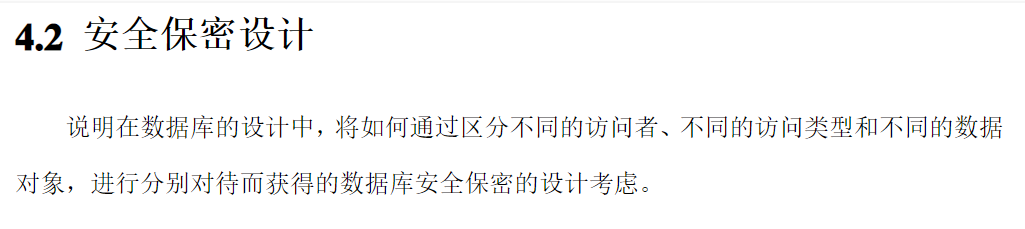 4.2 安全保密设计
说明在数据库的设计中，将如何通过区分不同的访问者、不同的访问类型和不同的数据
对象，进行分别对待而获得的数据库安全保密的设计考虑。